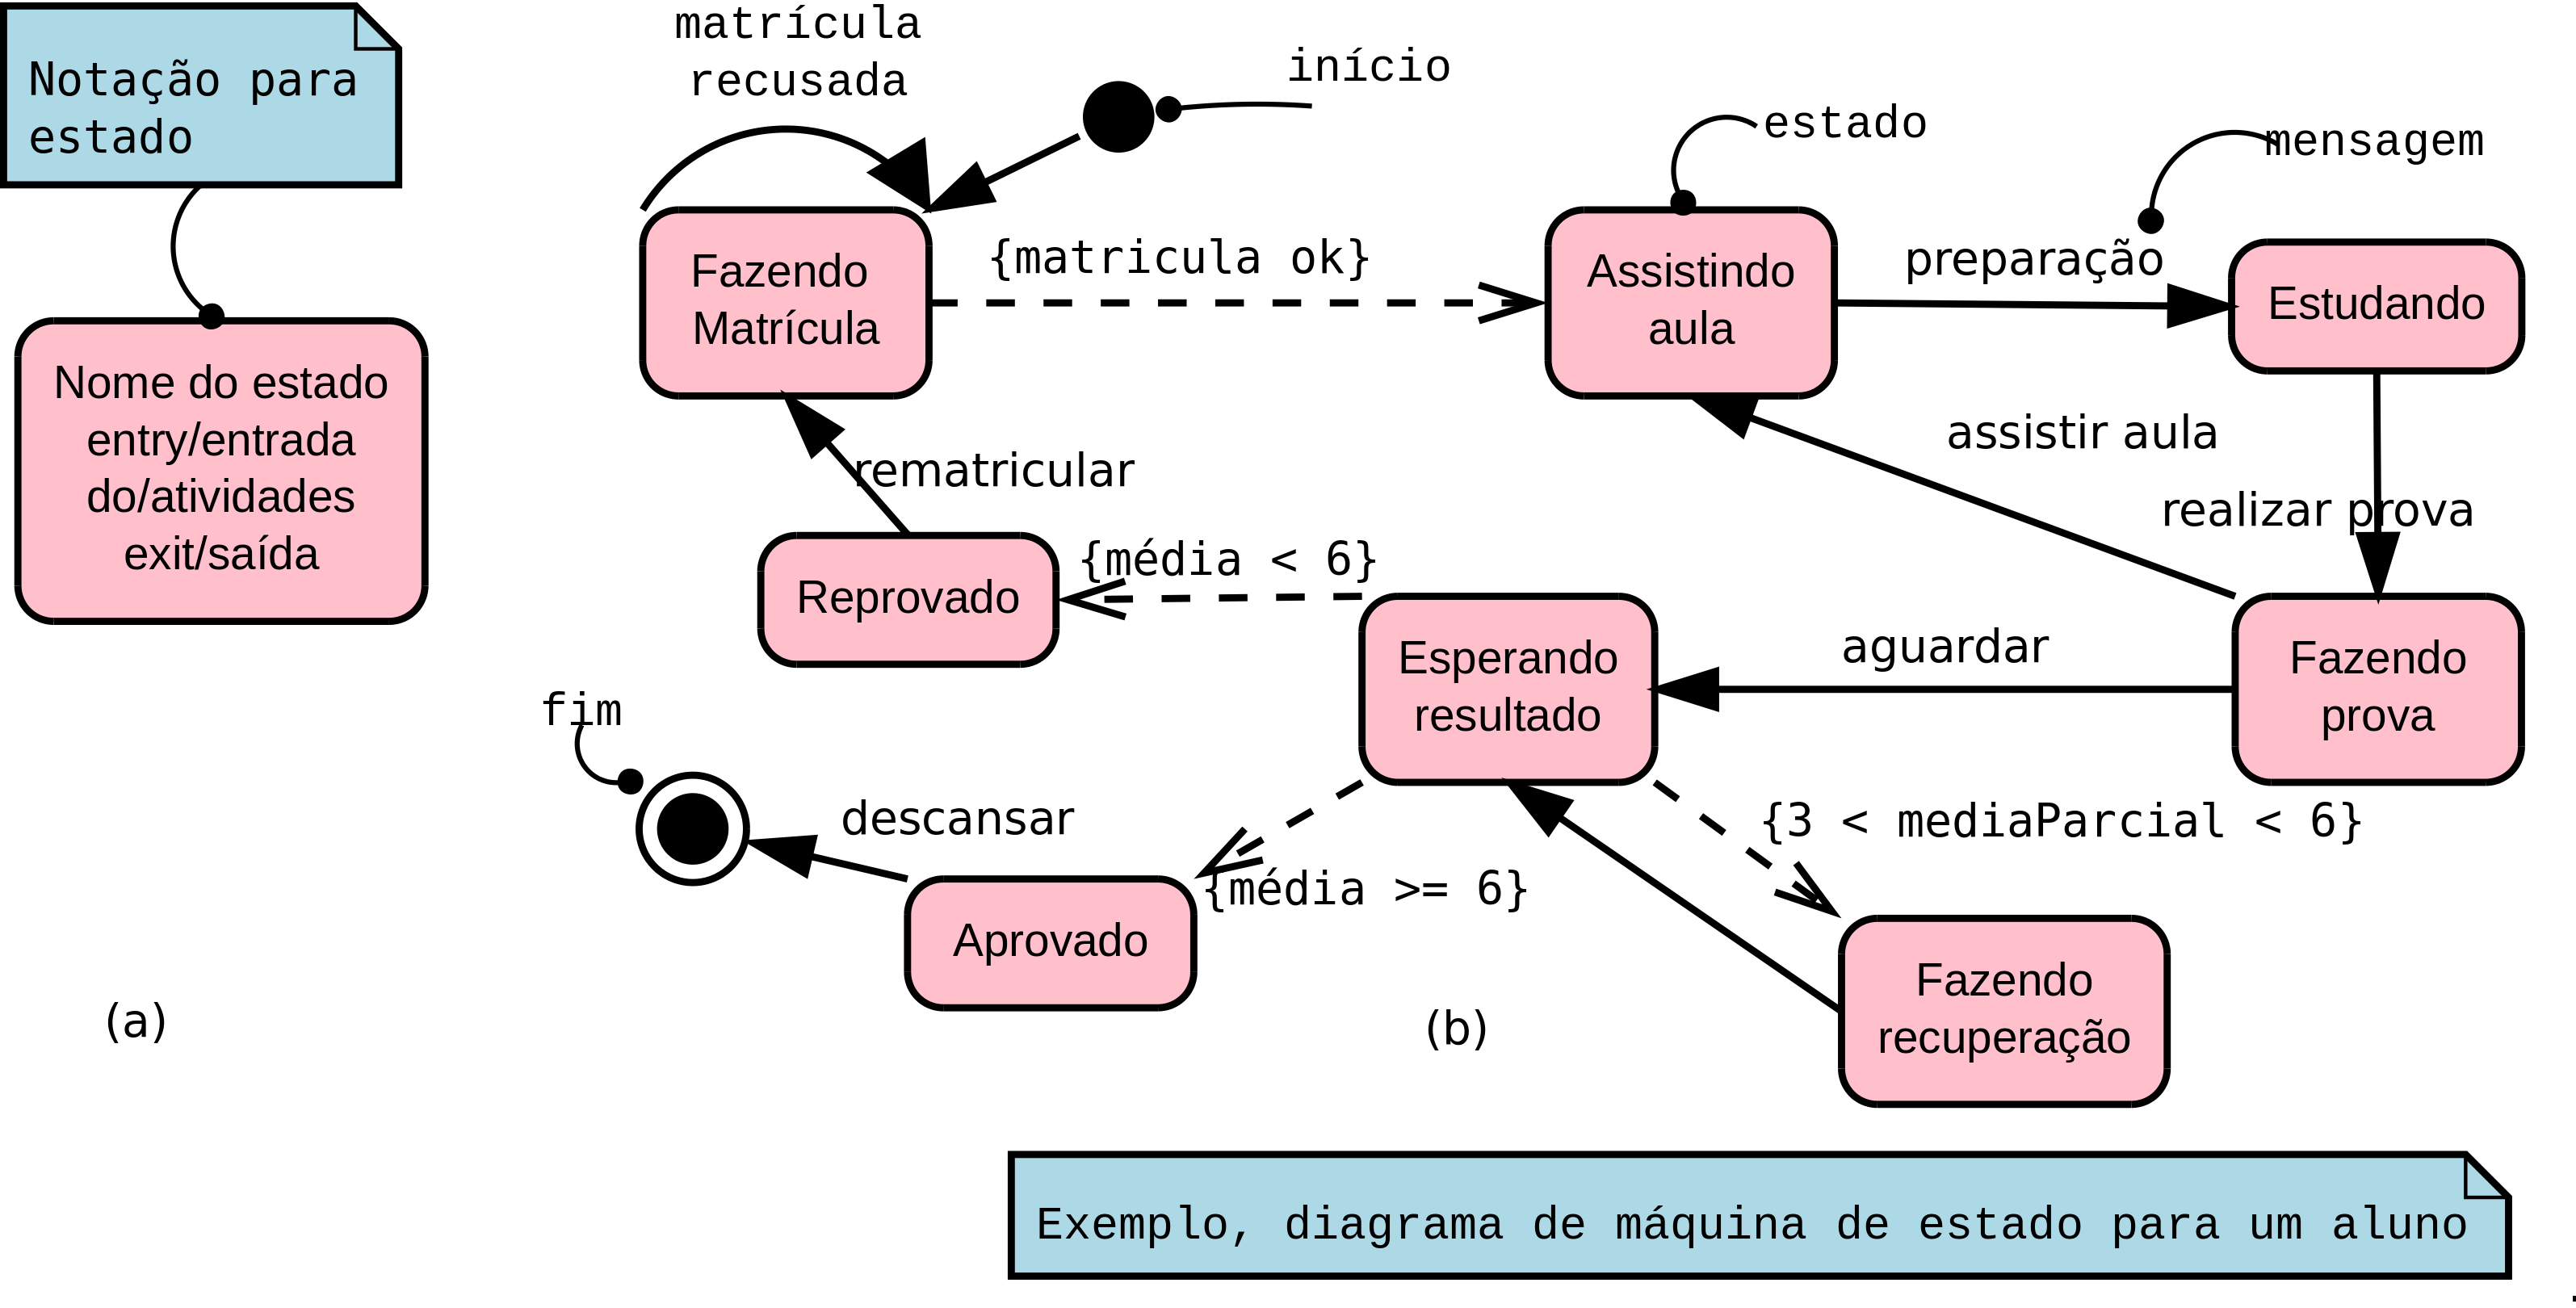 Notação para
estado
Nome do estado
entry/entrada
do/atividades
exit/saída
(a)
matrícula
recusada
início
estado
mensagem
Fazendo
Matrícula
{matricula ok}
Assistindo
aula
preparação
Estudando
assistir aula
rematricular
realizar prova
Reprovado
{média < 6}
Esperando
resultado
aguardar
Fazendo
prova
fim
descansar
{3 < mediaParcial < 6}
{média >= 6}
Aprovado
Fazendo
recuperação
(b)
Exemplo, diagrama de máquina de estado para um aluno